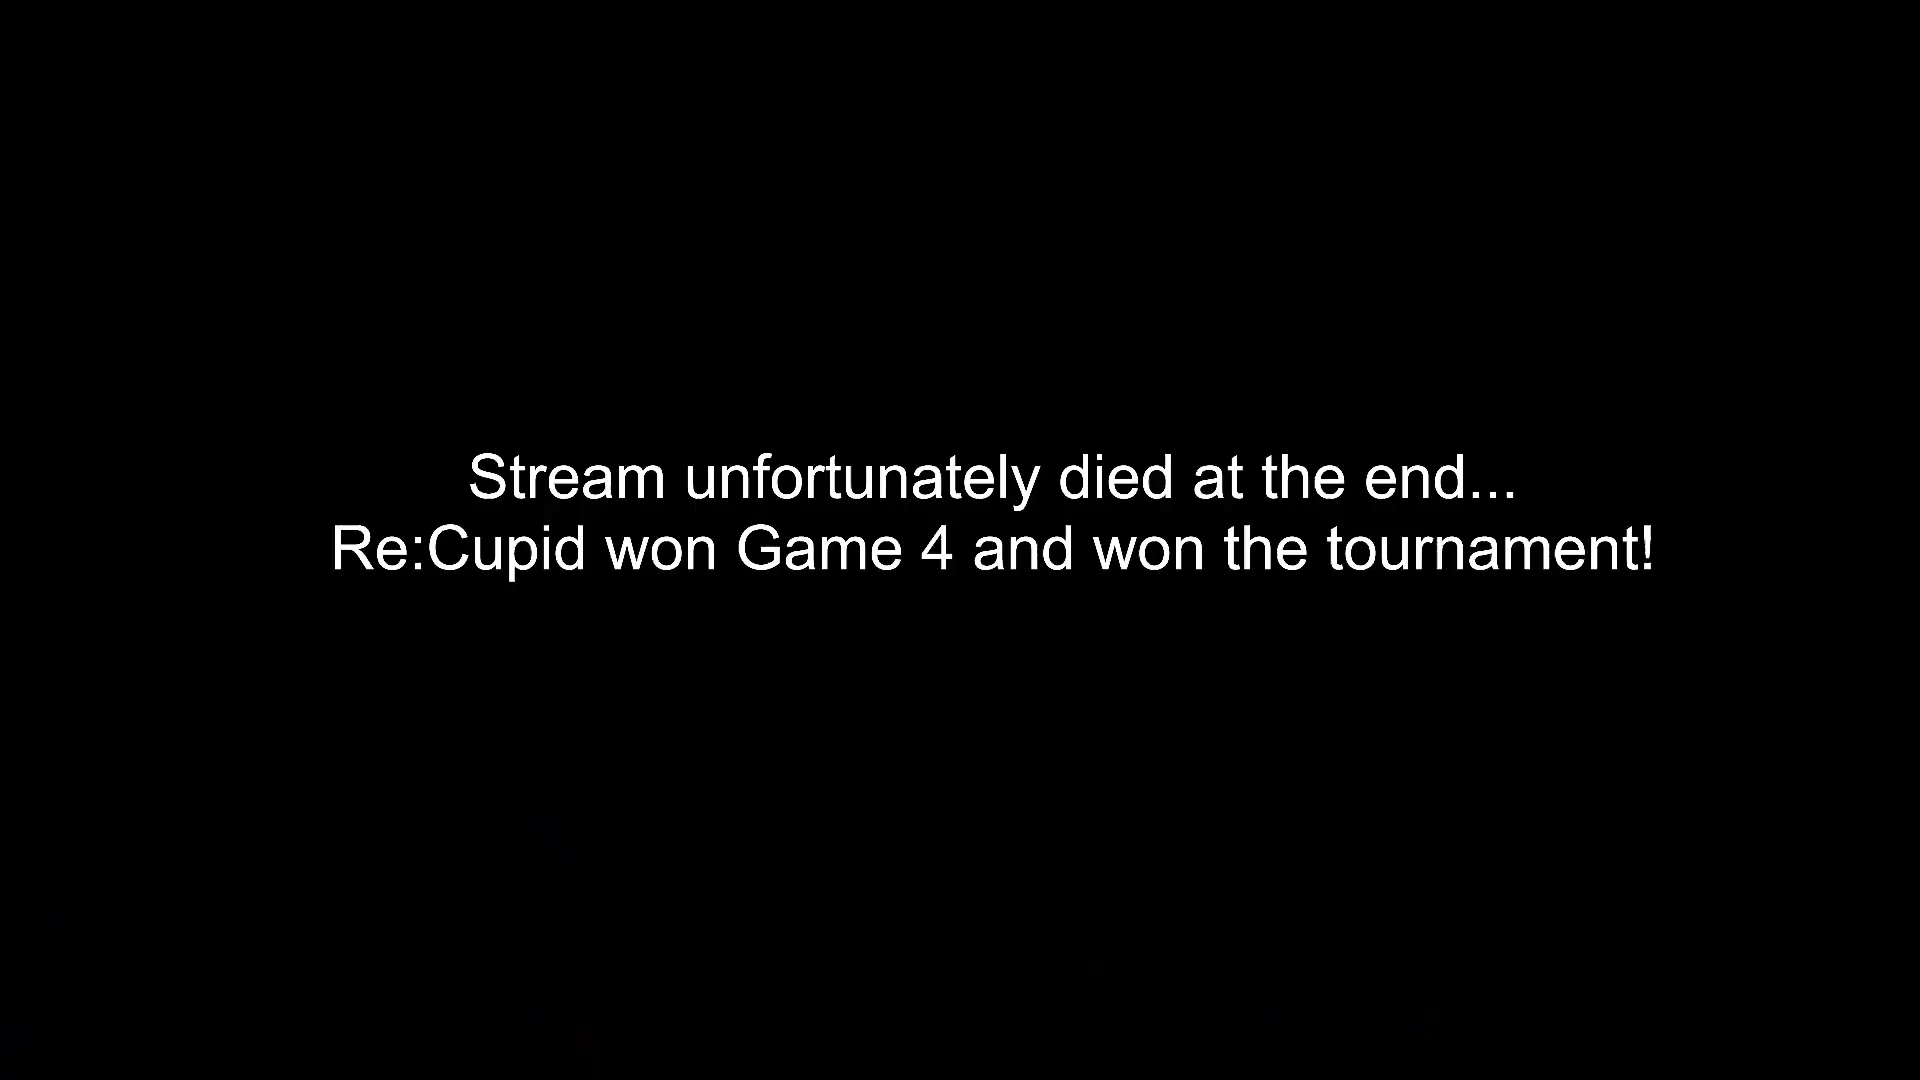 Stream unfortunately died at the end...
Re:Cupid won Game 4 and won the tournament!